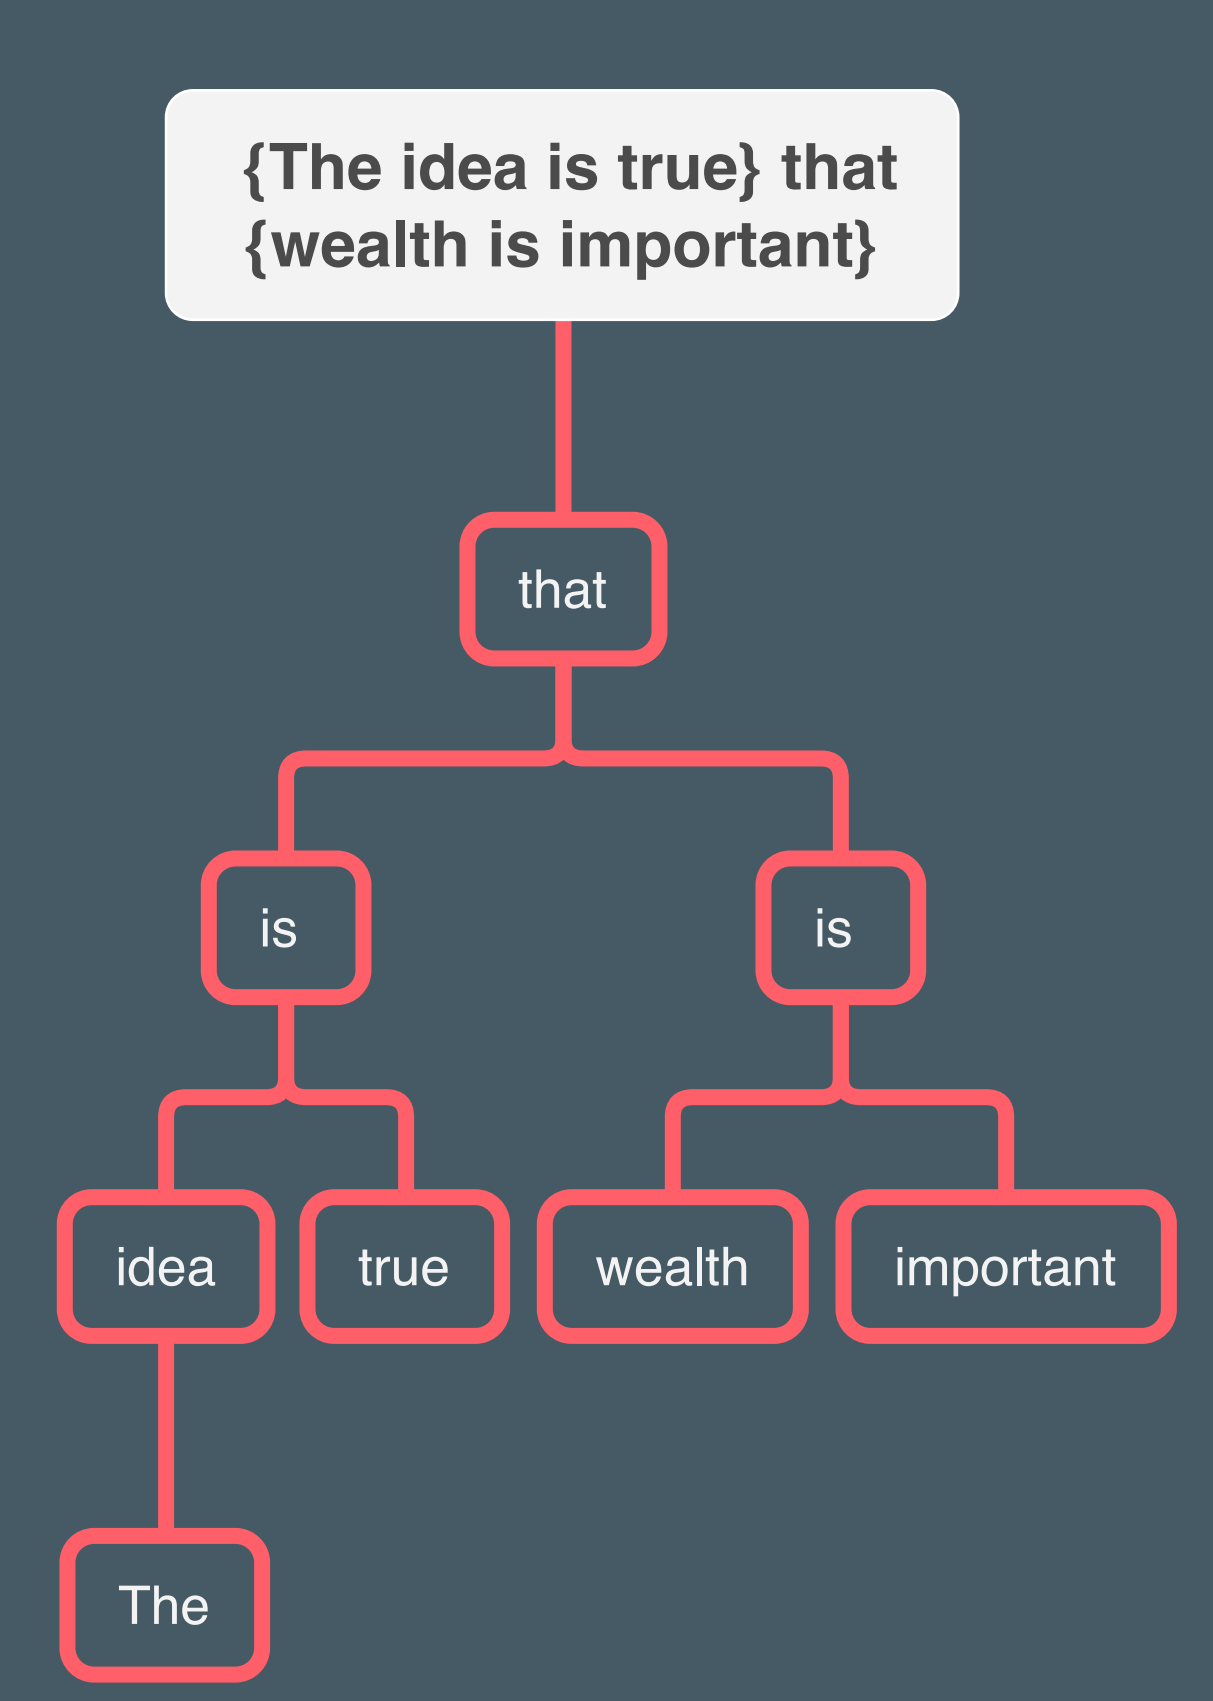 {The idea is true} that
{wealth is important}
that
is
is
idea
true
wealth
important
The